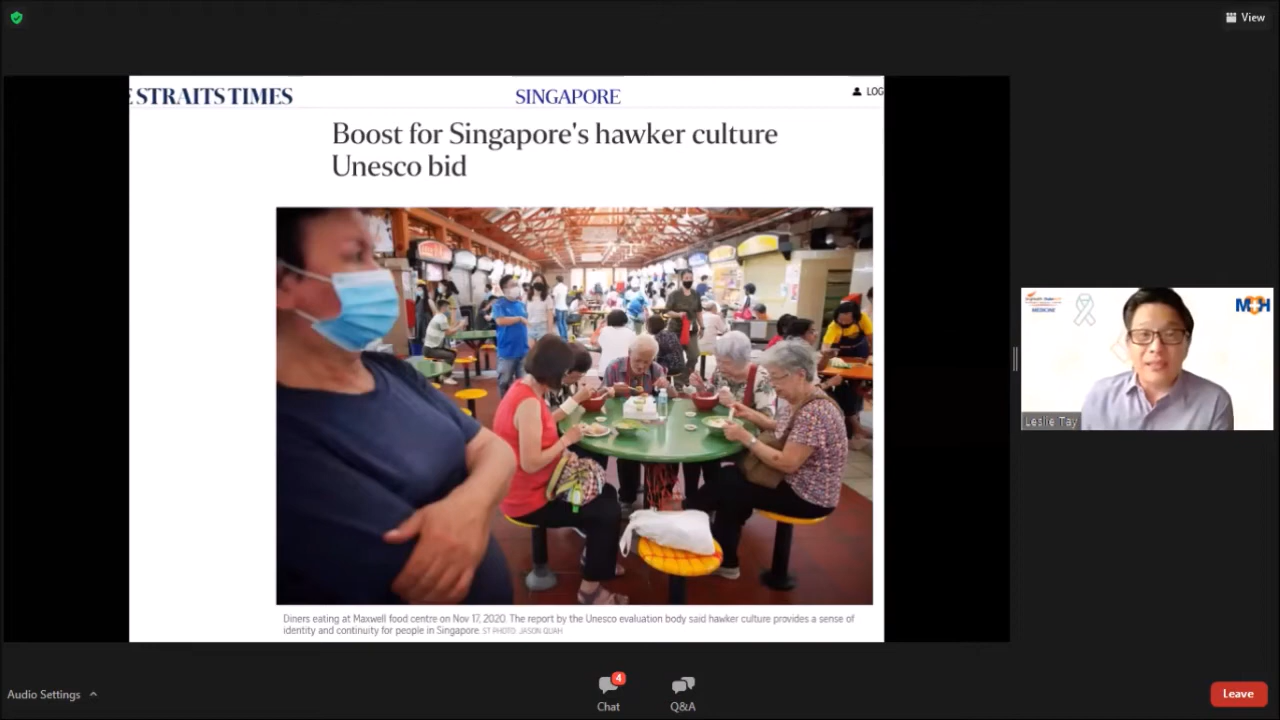 View
E STRAITS TIMES
SINGAPORE
LOG
Boost for Singapore's hawker culture
Unesco bid
Diners eating at Maxwell food centre on Nov 17, 2020. The report by the Unesco evaluation body said hawker culture provides a sense of
identity and continuity for people in Singapore. ST PHOTO: JASON QUAH
MEDICINE
Leslie Tay
Audio Settings
4
Chat
Q&A
Leave